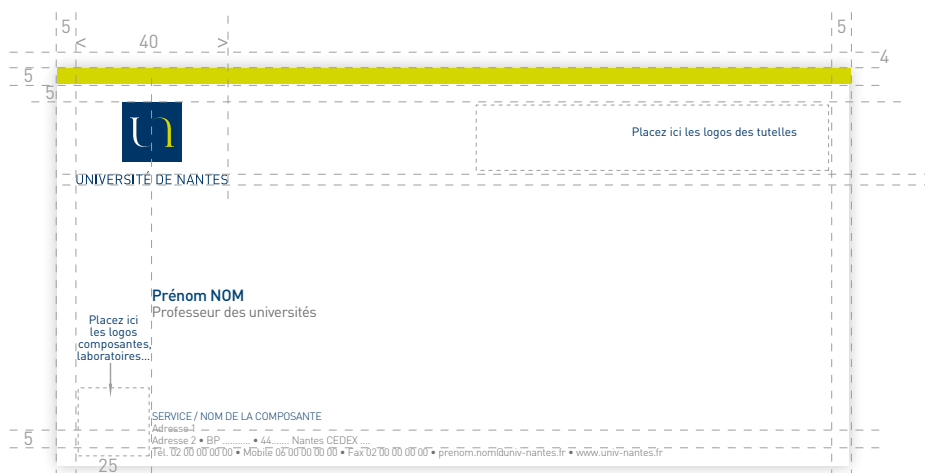 5
5
< 40 >
4
5
5
un
Placez ici les logos des tutelles
UNIVERSITÉ DE NANTES
Prénom NOM
Professeur des universités
Placez ici
les logos
composantes,
laboratoires...
SERVICE / NOM DE LA COMPOSANTE
Adresse 1
Adresse 2 • BP ........... • 44....... Nantes CEDEX ....
Tél. 02 00 00 00 00 • Mobile 06 00 00 00 00 • Fax 02 00 00 00 00 • prenom.nom@univ-nantes.fr • www.univ-nantes.fr
5
25